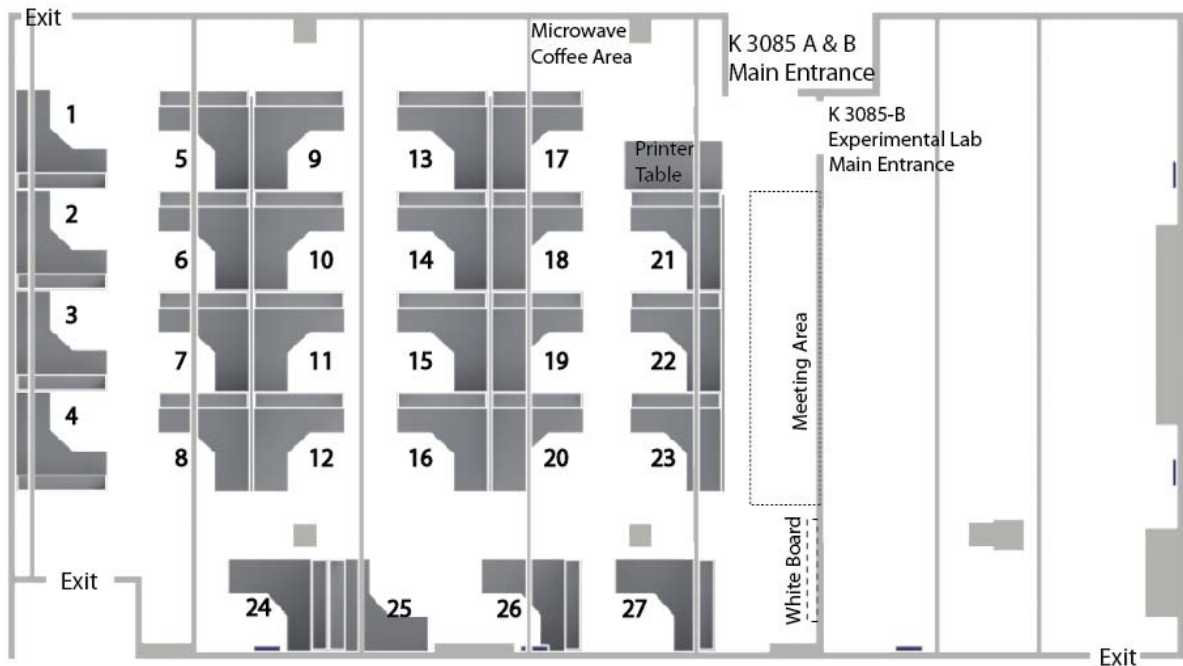 Exit
Microwave
Coffee Area
K 3085 A & B
Main Entrance
K 3085-B
Experimental Lab
Main Entrance
Printer
Table
1
5
9
13
17
2
6
10
14
18
21
3
7
11
15
19
22
4
8
12
16
20
23
Meeting Area
White Board
Exit
24
25
26
27
Exit